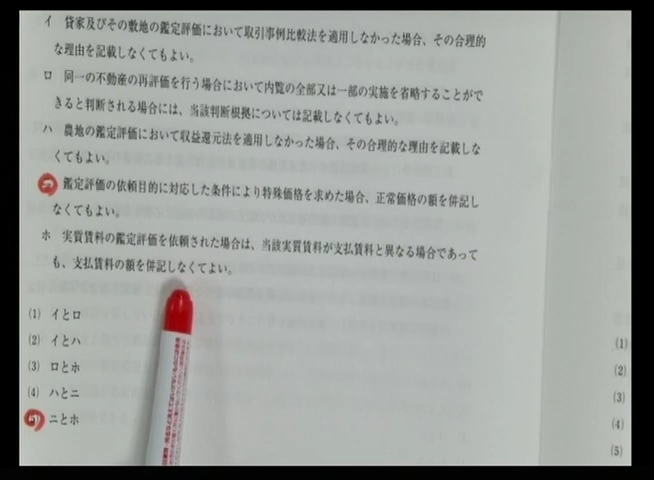 イ 貸家及びその敷地の鑑定評価において取引事例比較法を適用しなかった場合、その合理的
な理由を記載しなくてもよい。
ロ 同一の不動産の再評価を行う場合において内覧の全部又は一部の実施を省略することがで
きると判断される場合には、当該判断根拠については記載しなくてもよい。
ハ 農地の鑑定評価において収益還元法を適用しなかった場合、その合理的な理由を記載しな
くてもよい。
ニ 鑑定評価の依頼目的に対応した条件により特殊価格を求めた場合、正常価格の額を併記し
なくてもよい。
ホ 実質賃料の鑑定評価を依頼された場合は、当該実質賃料が支払賃料と異なる場合であって
も、支払賃料の額を併記しなくてよい。
(1) イとロ
(2) イとハ
(3) ロとホ
(4) ハとニ
(5) ニとホ
(1)
(2)
(3)
(4)
(5)